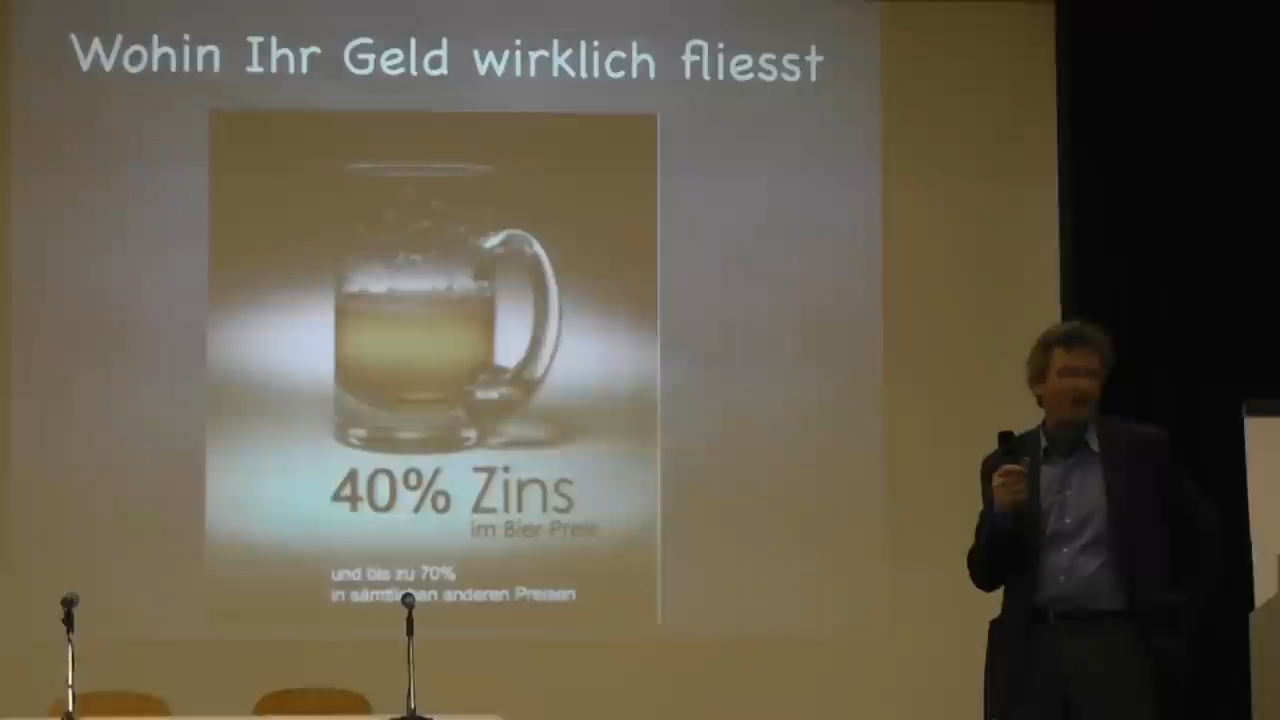 Wohin Ihr Geld wirklich fliesst
40% Zins
im Bier Preis
und bis zu 70%
in sämtlichen anderen Preisen